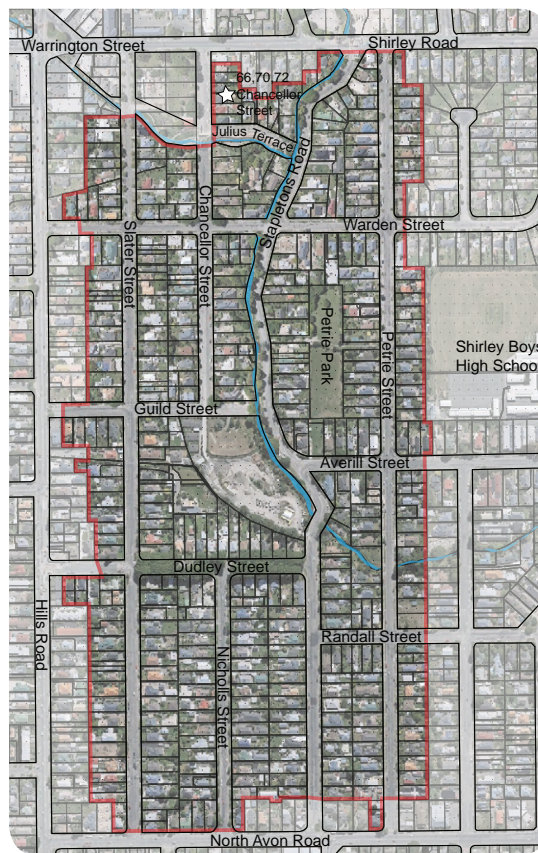 Warrington Street
Shirley Road
66,70,72
Chancellor
Street
Julius Terrace
Stapletons Road
Chancellor Street
Slater Street
Warden Street
Petrie Park
Petrie Street
Shirley Boys
High Schoo
Guild Street
Averill Street
Dudley Street
Hills Road
Nicholls Street
Randall Street
North Avon Road